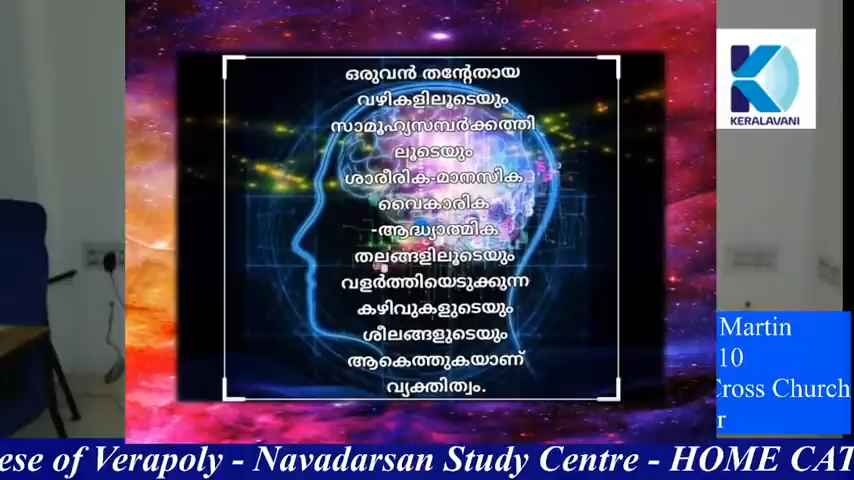 ഒരുവൻ തന്റേതായ
വഴികളിലൂടെയും
സാമൂഹ്യസമ്പർക്കത്തി
ലൂടെയും
ശാരീരിക-മാനസിക
വൈകാരിക
-ആദ്ധ്യാത്മിക
തലങ്ങളിലൂടെയും
വളർത്തിയെടുക്കുന്ന
കഴിവുകളുടെയും
ശീലങ്ങളുടെയും
ആകെത്തുകയാണ്
വ്യക്തിത്വം.
KERALAVANI
Martin
10
Cross Church
r
ese of Verapoly - Navadarsan Study Centre - HOME CAT